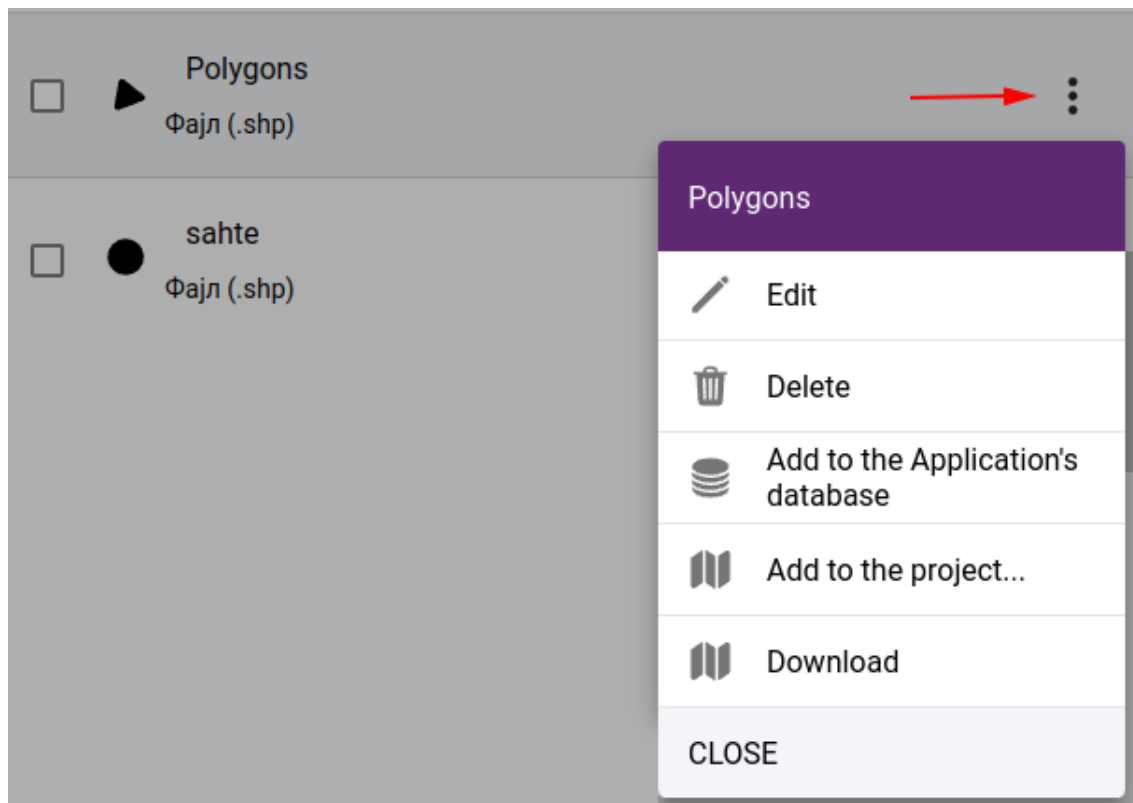 Polygons
Фајл (.shp)
sahte
Фајл (.shp)
Polygons
Edit
Delete
Add to the Application's
database
Add to the project...
Download
CLOSE